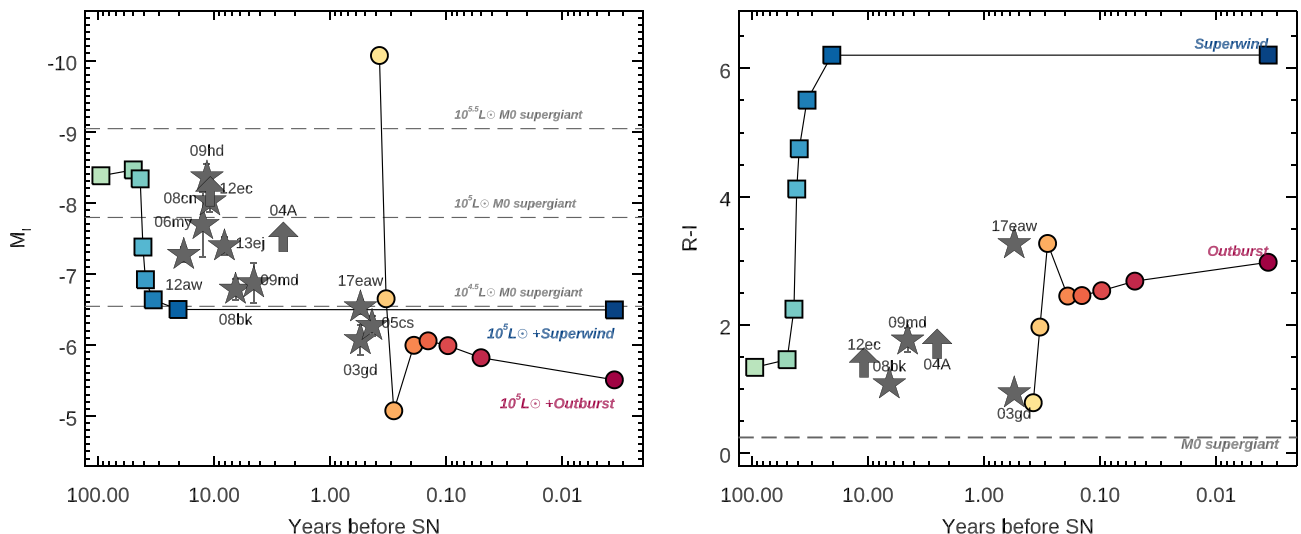 -10
10^5.5L☉ M0 supergiant
-9
09hd
12ec
08cn
-8
10^5L☉ M0 supergiant
04A
06my
13ej
M_I
-7
12aw
09md
17eaw
10^4.5L☉ M0 supergiant
08bk
05cs
10^5L☉ +Superwind
-6
03gd
10^5L☉ +Outburst
-5
100.00
10.00
1.00
0.10
0.01
Years before SN
Superwind
6
4
R-I
17eaw
Outburst
2
09md
12ec
08bk
04A
03gd
M0 supergiant
0
100.00
10.00
1.00
0.10
0.01
Years before SN